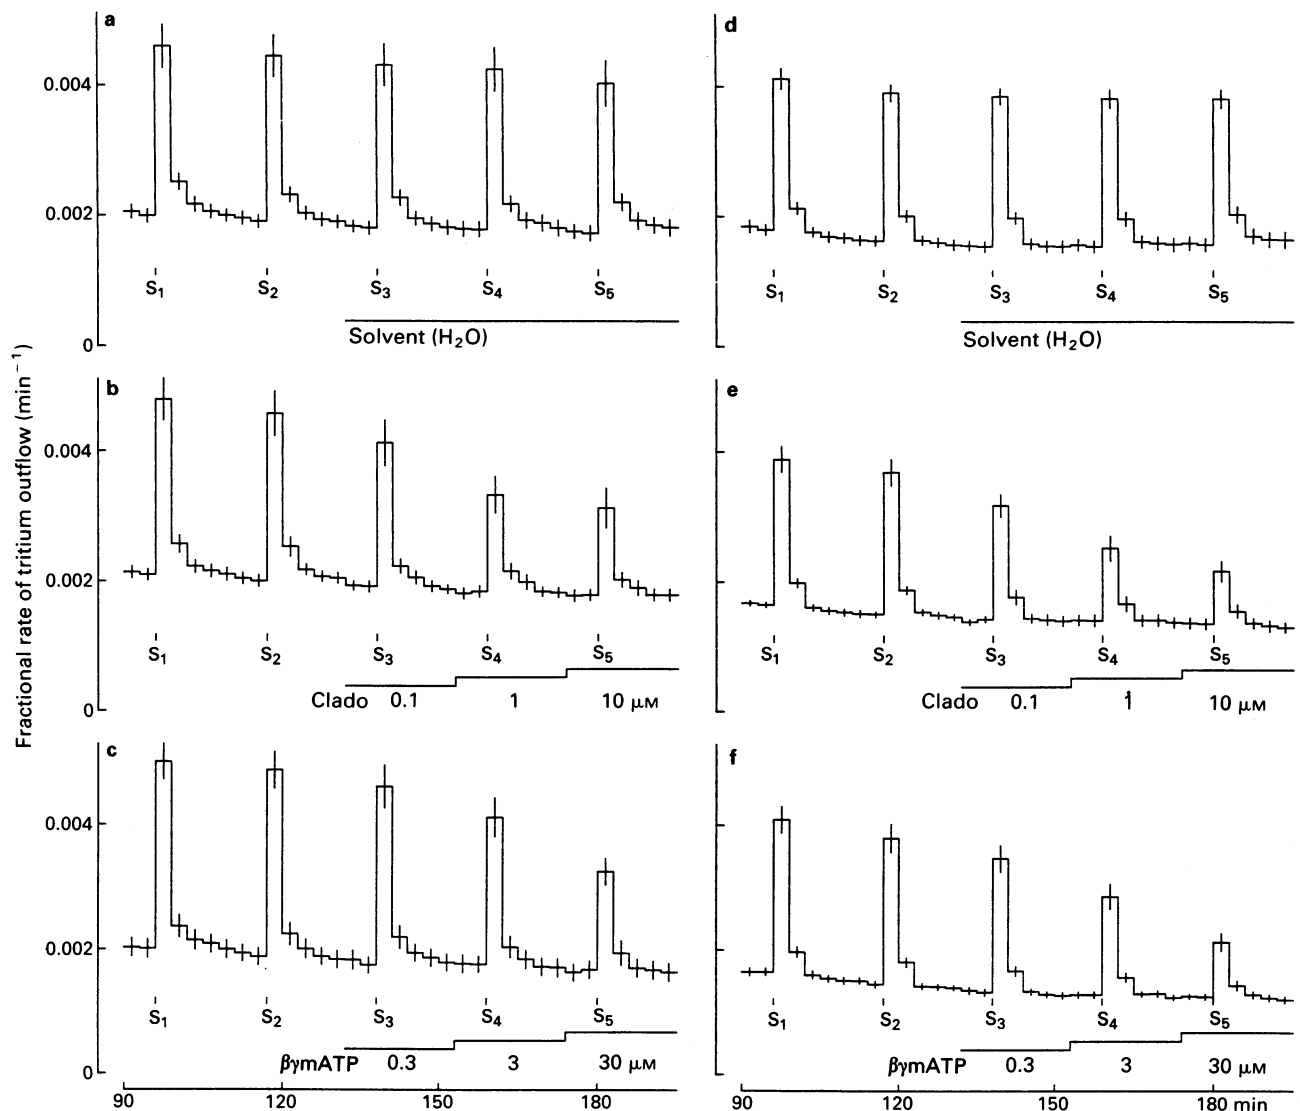 Fractional rate of tritium outflow (min⁻¹)
a
0.004
0.002
0
S₁ S₂ S₃ S₄ S₅
Solvent (H₂O)
d
S₁ S₂ S₃ S₄ S₅
Solvent (H₂O)
b
0.004
0.002
0
S₁ S₂ S₃ S₄ S₅
Clado 0.1 1 10 μM
e
S₁ S₂ S₃ S₄ S₅
Clado 0.1 1 10 μM
c
0.004
0.002
0
S₁ S₂ S₃ S₄ S₅
βγmATP 0.3 3 30 μM
90 120 150 180
f
S₁ S₂ S₃ S₄ S₅
βγmATP 0.3 3 30 μM
90 120 150 180 min